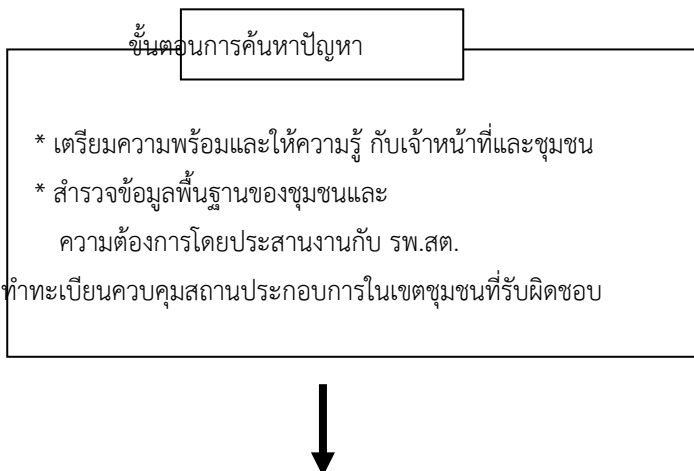 ขั้นตอนการค้นหาปัญหา
* เตรียมความพร้อมและให้ความรู้ กับเจ้าหน้าที่และชุมชน
* สำรวจข้อมูลพื้นฐานของชุมชนและ
ความต้องการโดยประสานงานกับ รพ.สต.
ทำทะเบียนควบคุมสถานประกอบการในเขตชุมชนที่รับผิดชอบ